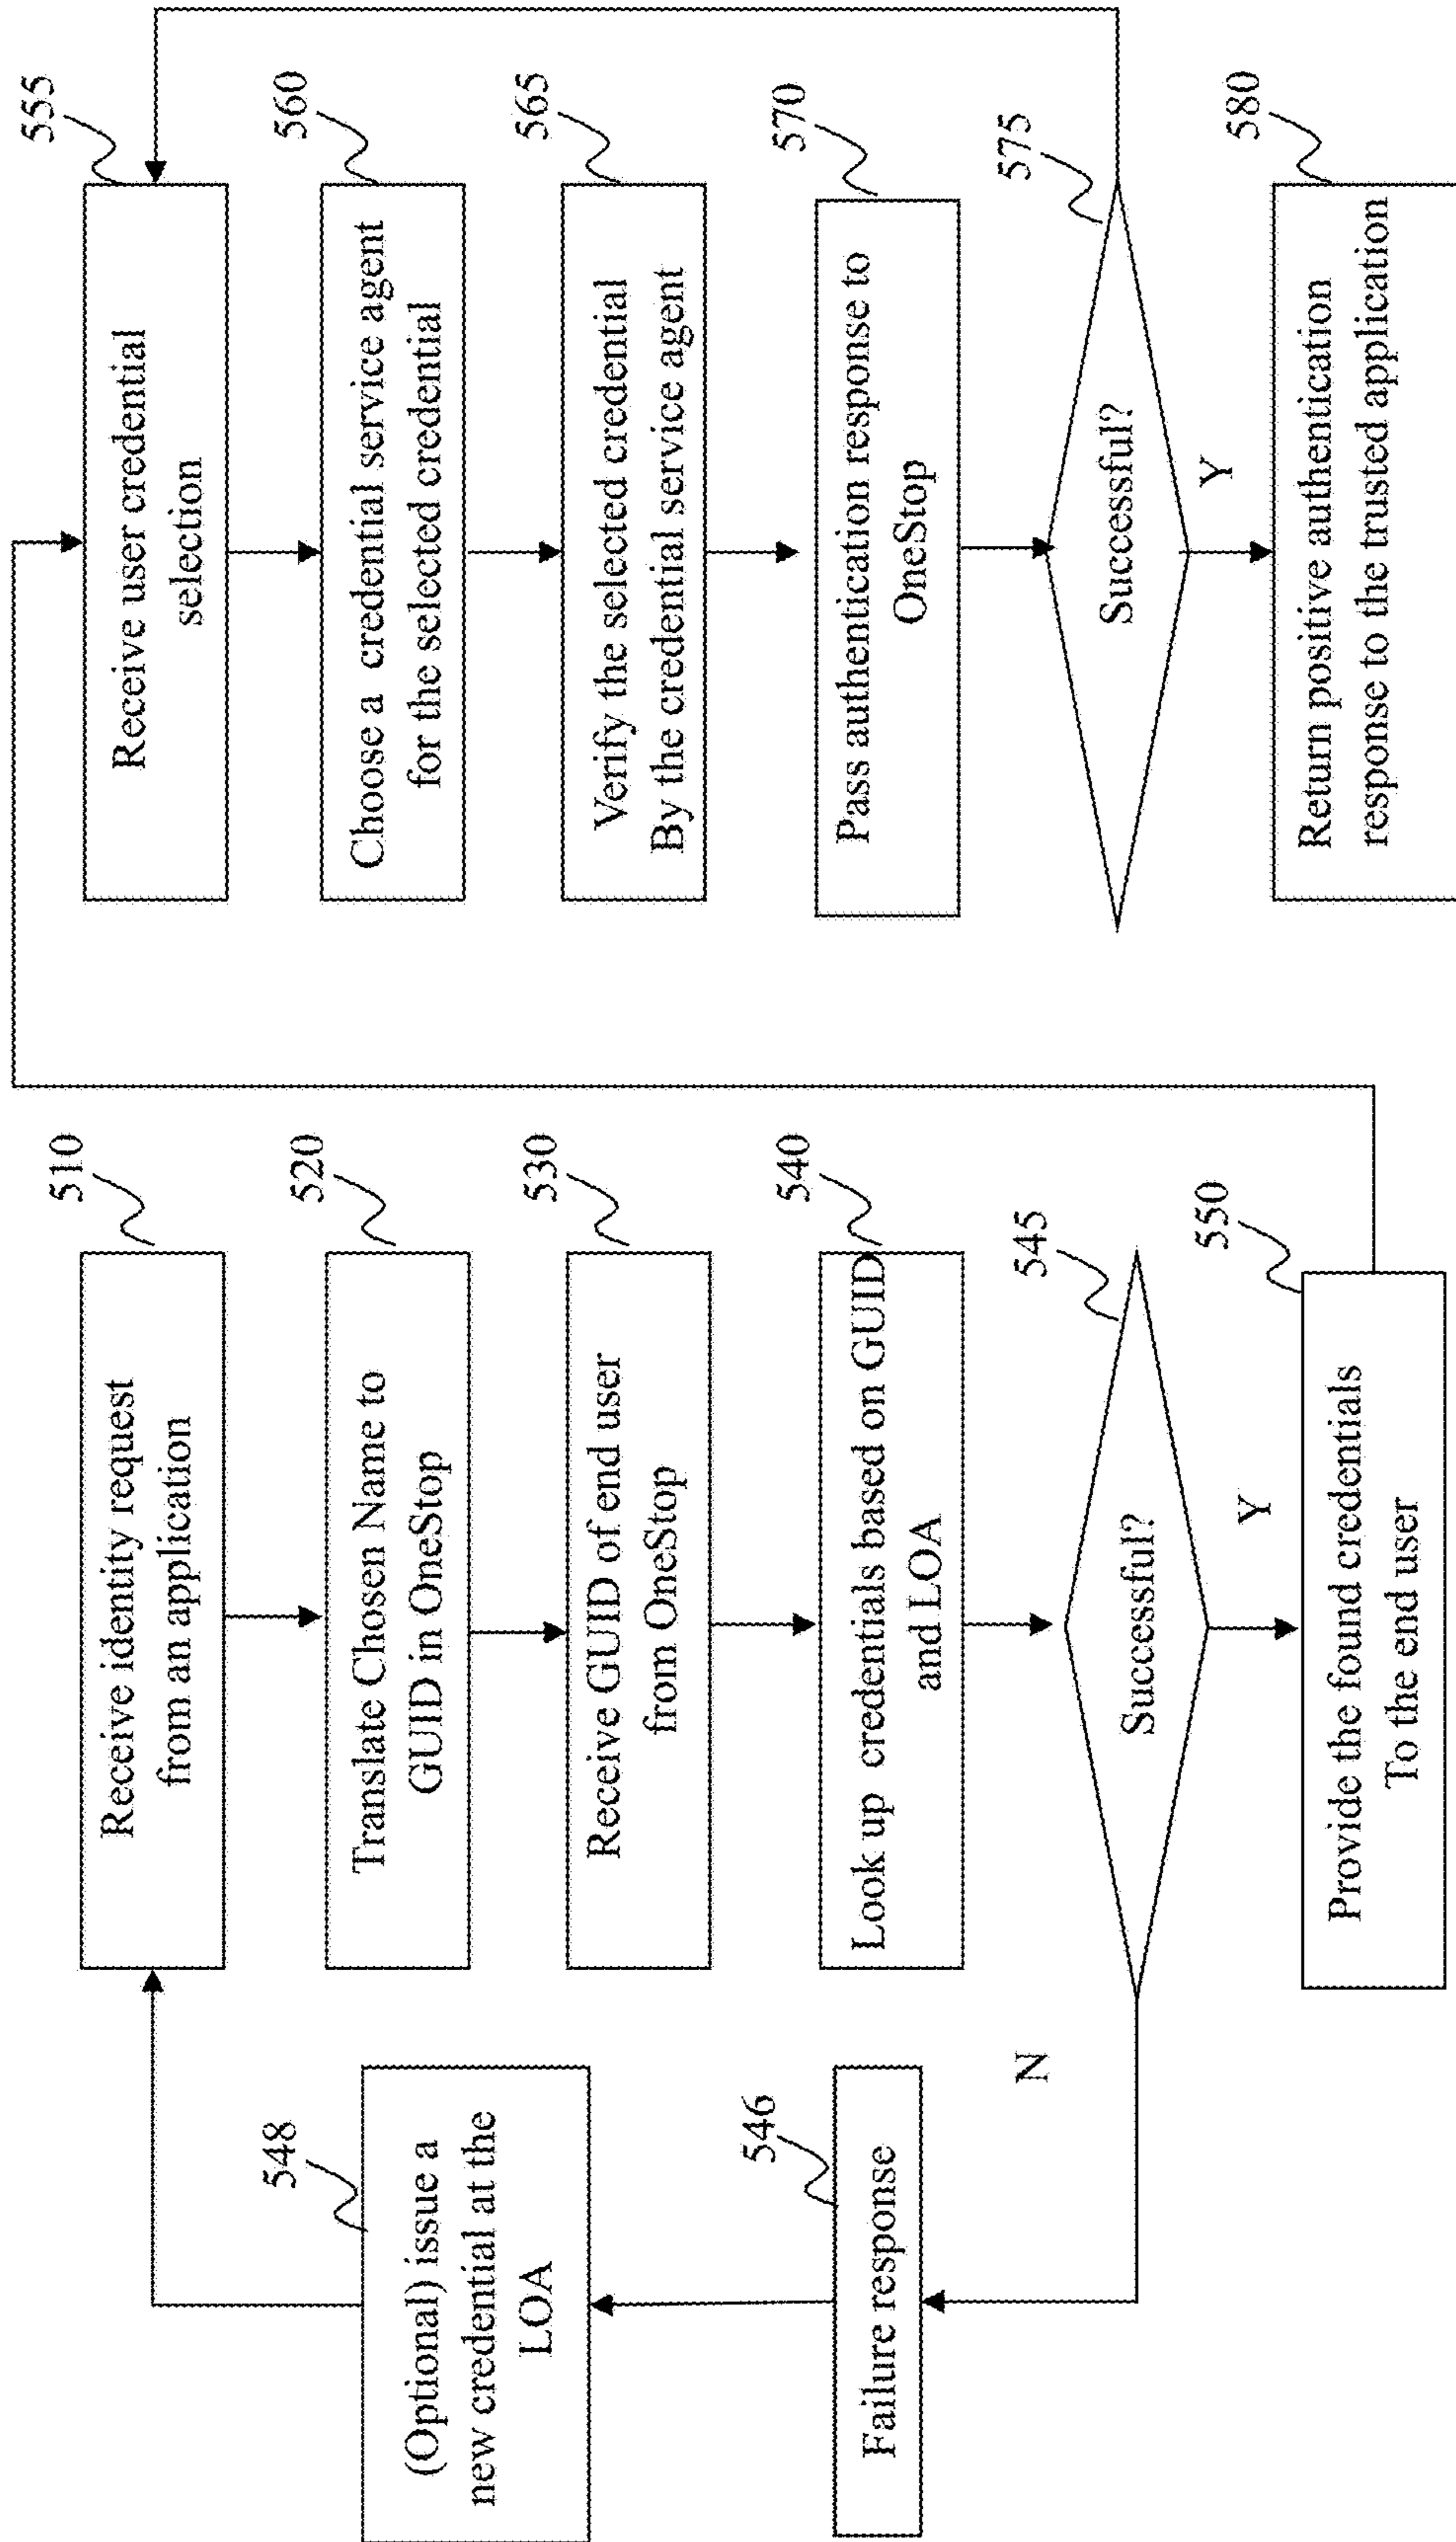 510
Receive identity request
from an application
520
Translate Chosen Name to
GUID in OneStop
530
Receive GUID of end user
from OneStop
540
Look up credentials based on GUID
and LOA
545
Successful?
N
Y
546
Failure response
548
(Optional) issue a
new credential at the
LOA
550
Provide the found credentials
To the end user
555
Receive user credential
selection
560
Choose a credential service agent
for the selected credential
565
Verify the selected credential
By the credential service agent
570
Pass authentication response to
OneStop
575
Successful?
Y
580
Return positive authentication
response to the trusted application